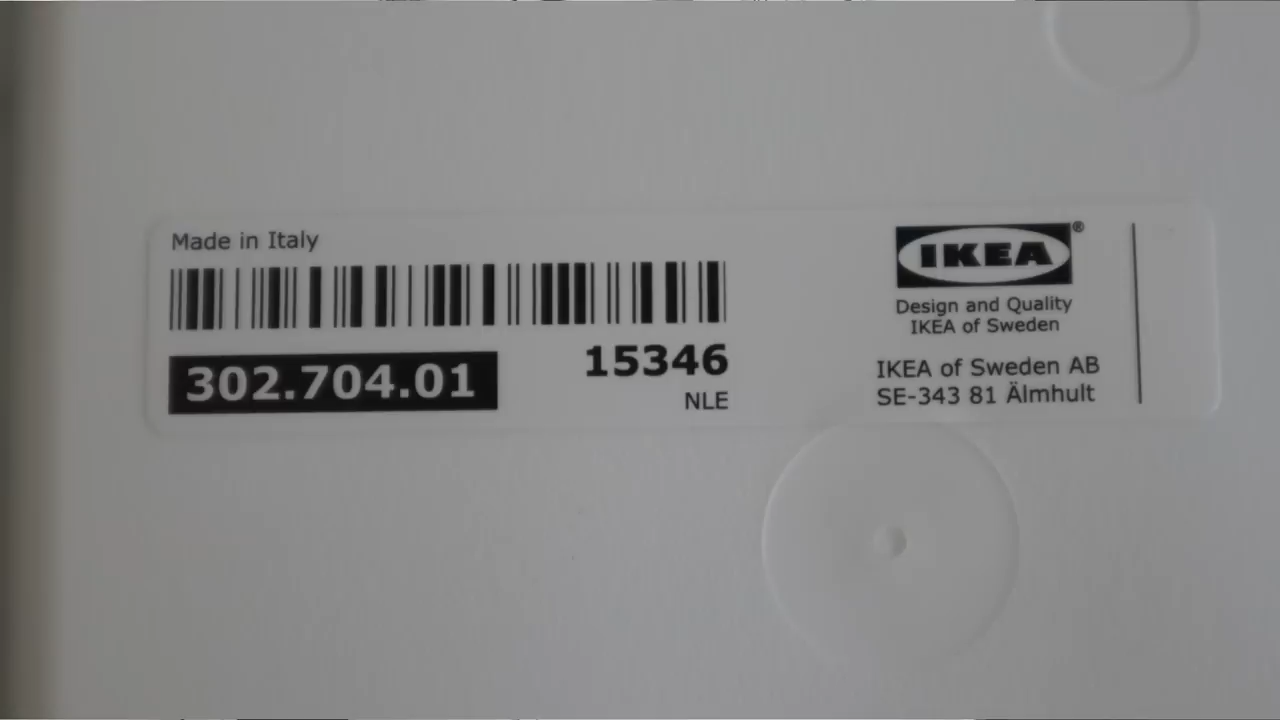 Made in Italy
302.704.01
15346
NLE
IKEA®
Design and Quality
IKEA of Sweden
IKEA of Sweden AB
SE-343 81 Älmhult